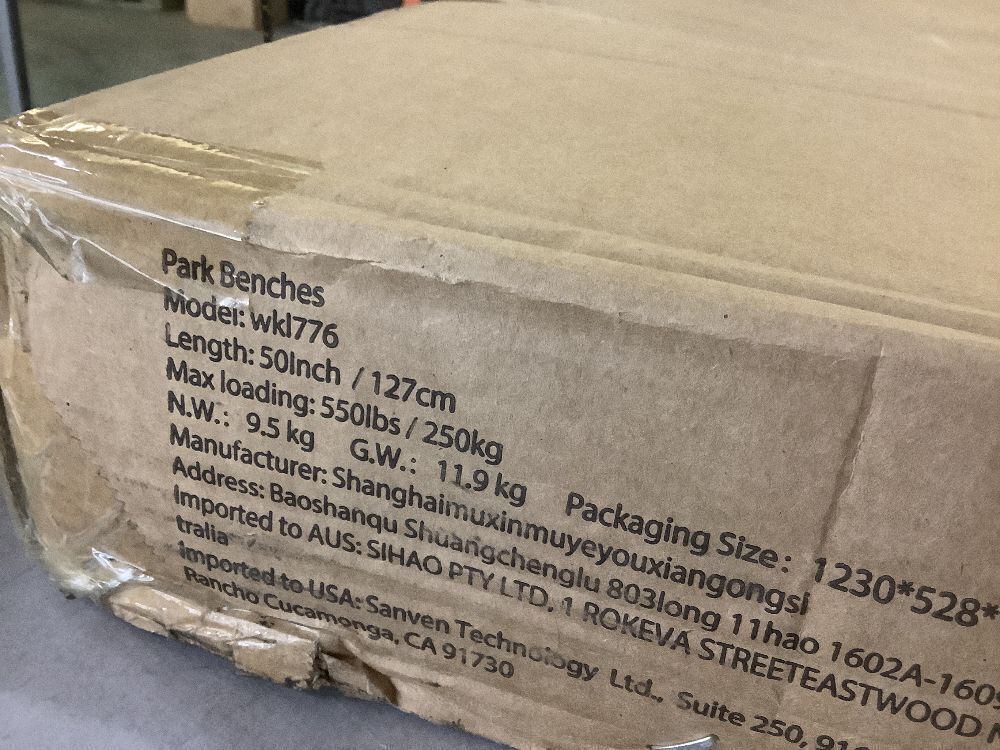 Park Benches
Model: wkl776
Length: 50Inch / 127cm
Max loading: 550lbs / 250kg
N.W.: 9.5 kg G.W.: 11.9 kg Packaging Size: 1230*528*
Manufacturer: Shanghaimuxinmuyeyouxiangongsi
Address: Baoshanqu Shuangchenglu 803long 11hao 1602A-1609
Imported to AUS: SIHAO PTY LTD, 1 ROKEVA STREETEASTWOOD
tralia
Imported to USA: Sanven Technology Ltd., Suite 250, 91
Rancho Cucamonga, CA 91730